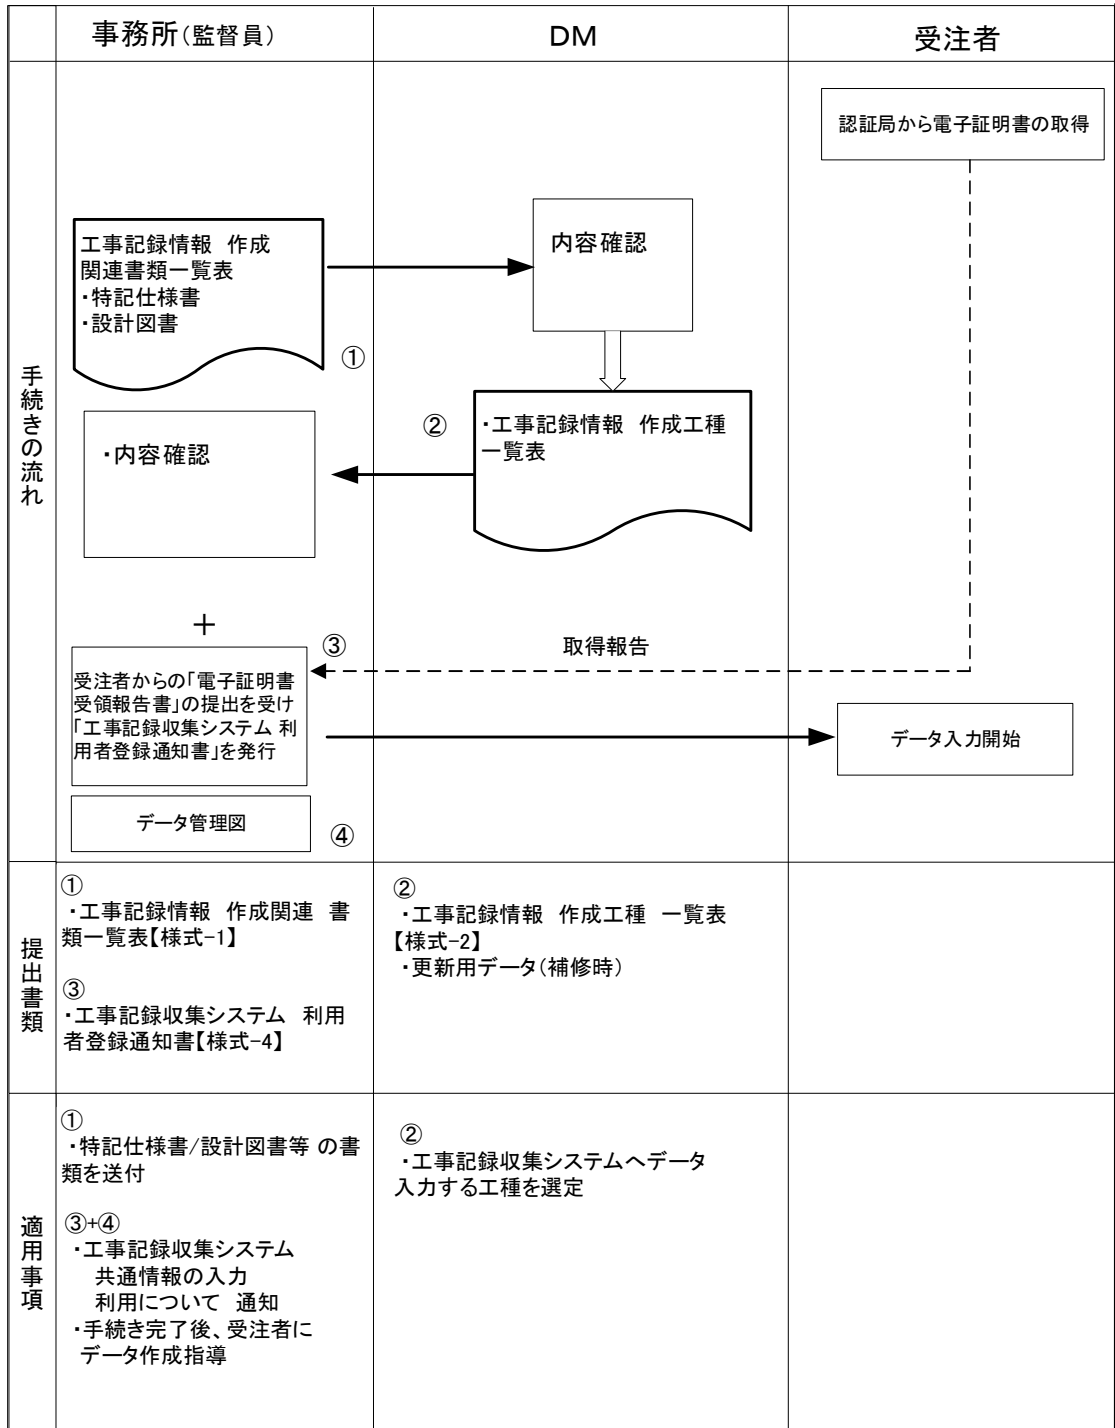 事務所(監督員)
DM
受注者
手続きの流れ
認証局から電子証明書の取得
工事記録情報 作成
関連書類一覧表
・特記仕様書
・設計図書
①
内容確認
②
・工事記録情報 作成工種
一覧表
・内容確認
＋
③
取得報告
受注者からの「電子証明書
受領報告書」の提出を受け
「工事記録収集システム 利
用者登録通知書」を発行
データ入力開始
データ管理図
④
提出書類
①
・工事記録情報 作成関連 書
類一覧表【様式-1】
③
・工事記録収集システム 利用
者登録通知書【様式-4】
②
・工事記録情報 作成工種 一覧表
【様式-2】
・更新用データ(補修時)
適用事項
①
・特記仕様書/設計図書等 の書
類を送付
③+④
・工事記録収集システム
共通情報の入力
利用について 通知
・手続き完了後、受注者に
データ作成指導
②
・工事記録収集システムへデータ
入力する工種を選定